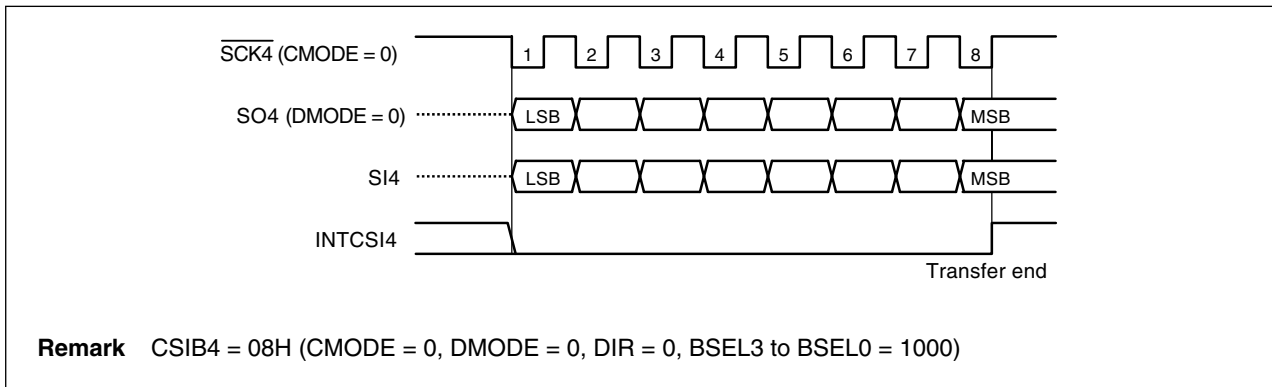 SCK4 (CMODE = 0)
1 2 3 4 5 6 7 8
SO4 (DMODE = 0)
LSB MSB
SI4
LSB MSB
INTCSI4
Transfer end
Remark CSIB4 = 08H (CMODE = 0, DMODE = 0, DIR = 0, BSEL3 to BSEL0 = 1000)